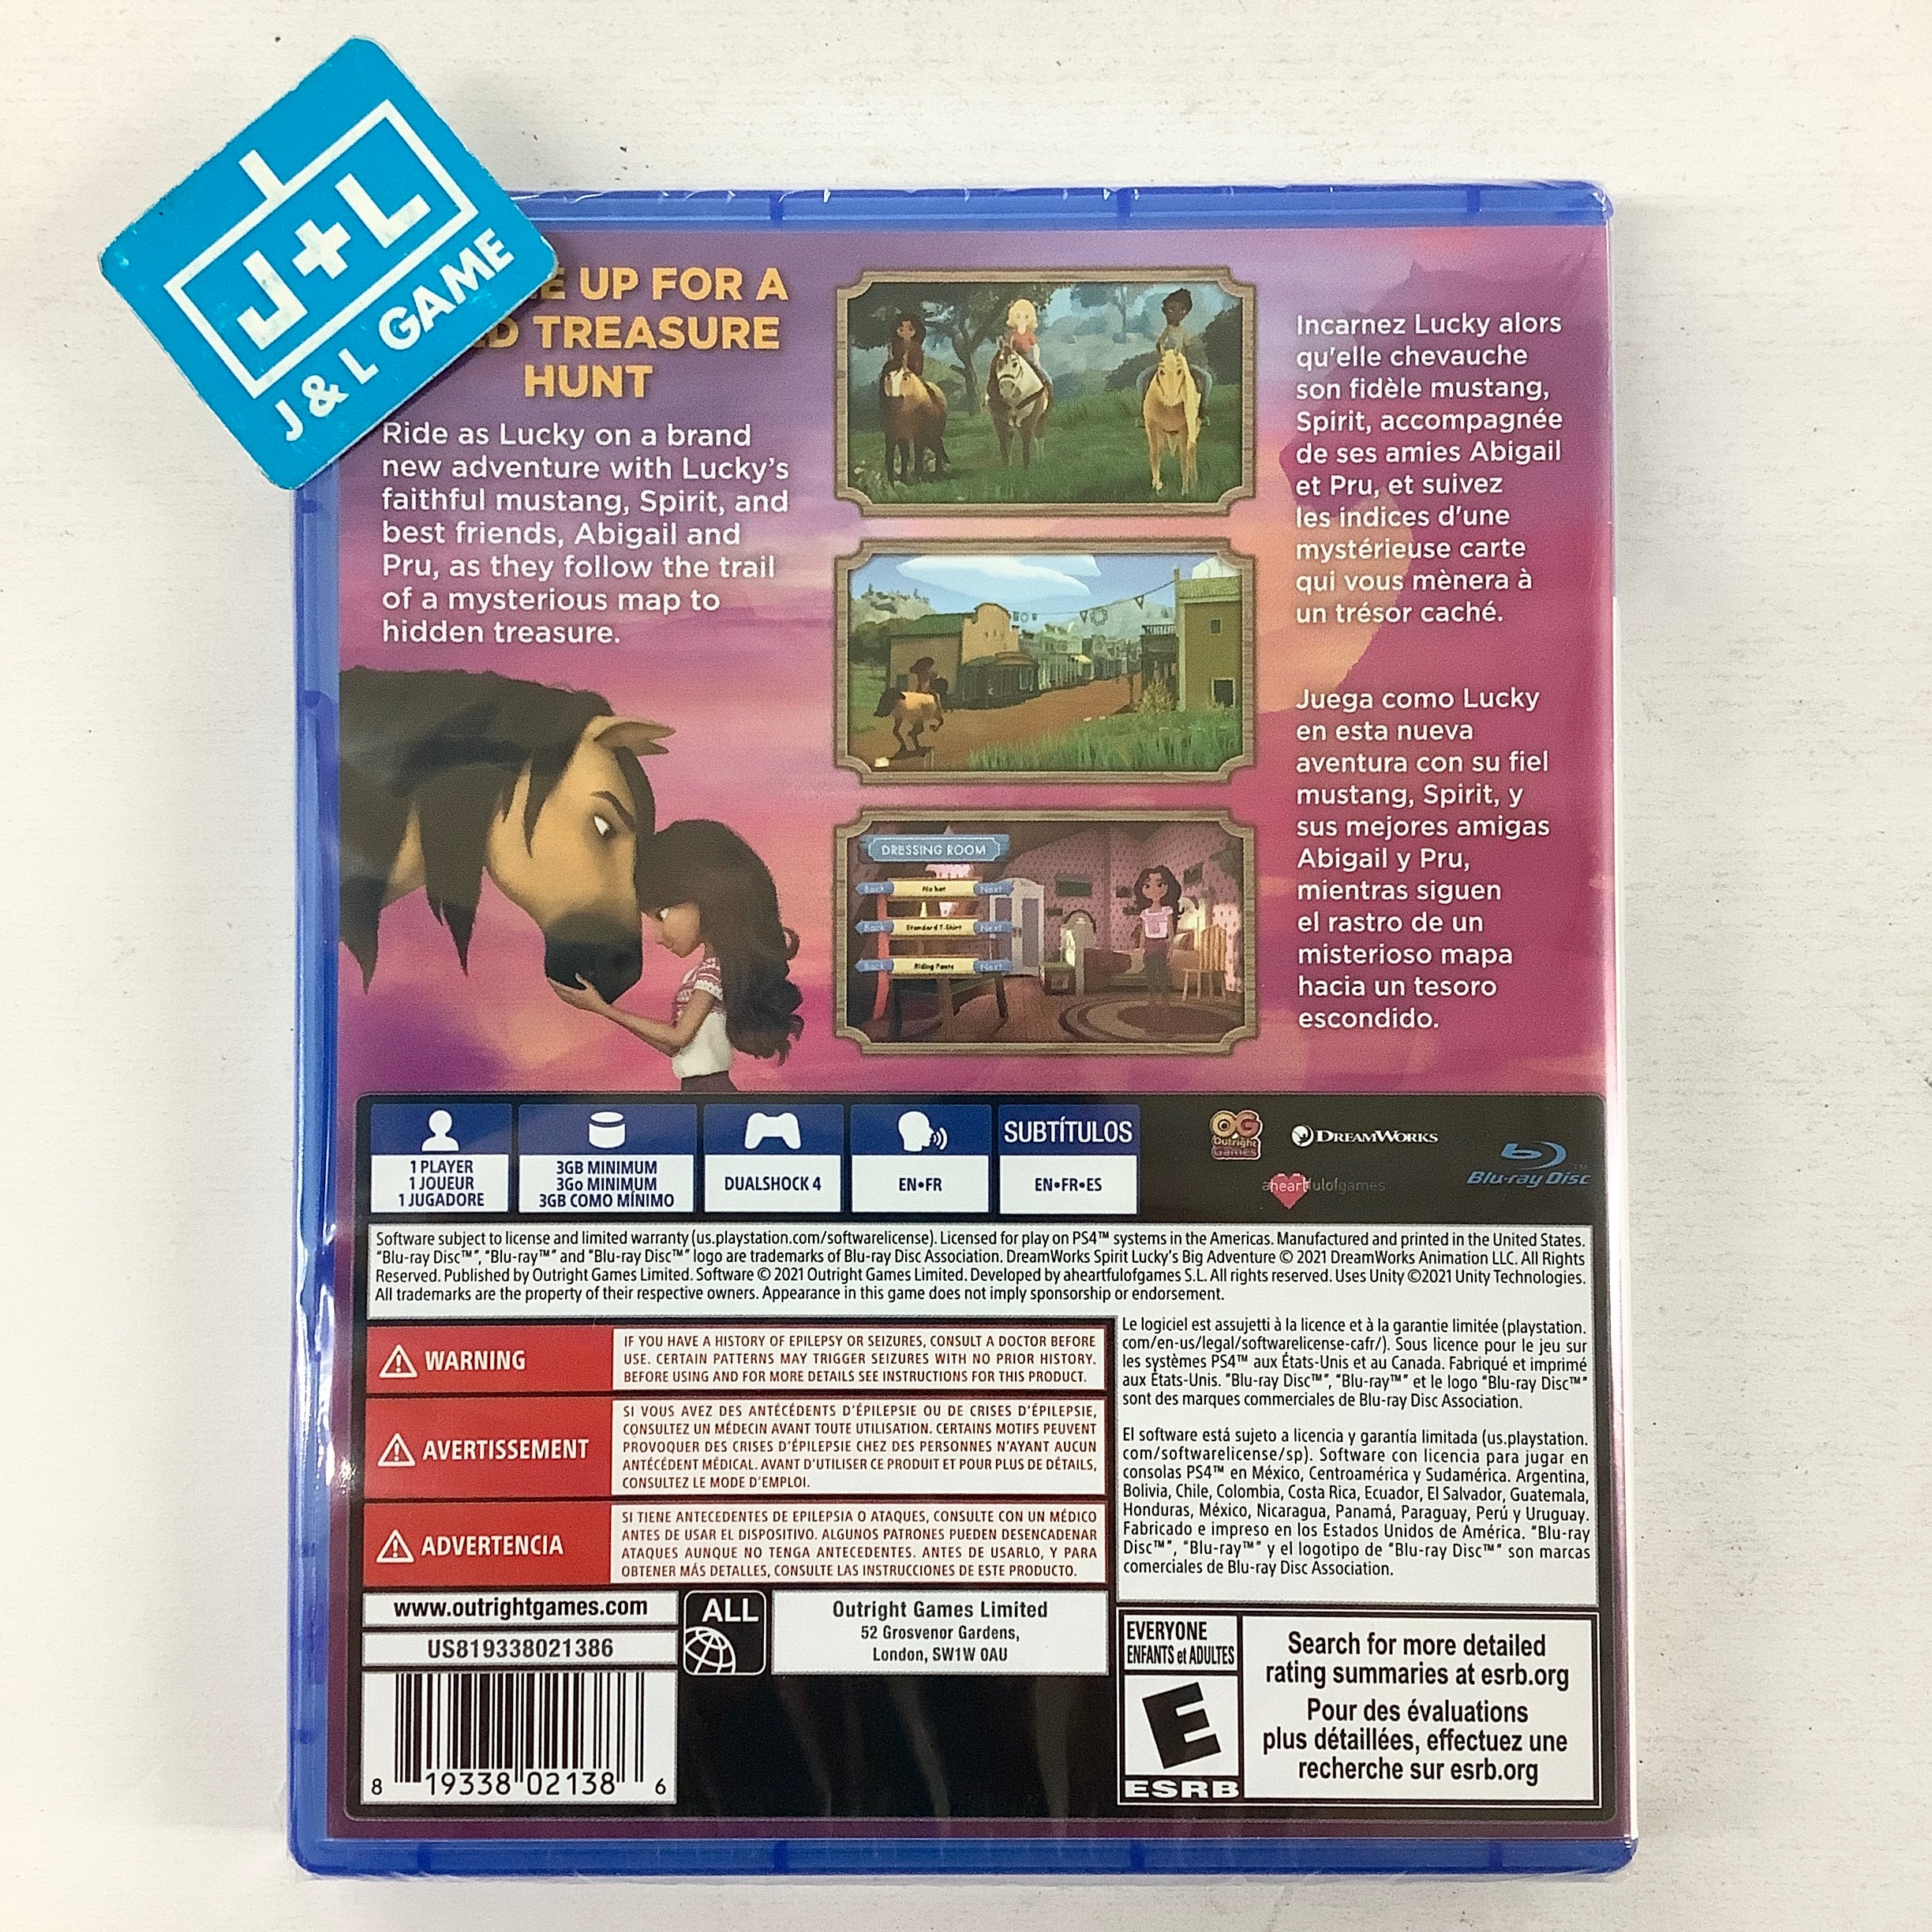 J+L
J & L GAME
E UP FOR A
D TREASURE
HUNT
Ride as Lucky on a brand
new adventure with Lucky's
faithful mustang, Spirit, and
best friends, Abigail and
Pru, as they follow the trail
of a mysterious map to
hidden treasure.
DRESSING ROOM
Back No hat Next
Back Standard T-Shirt Next
Back Riding Pants Next
Incarnez Lucky alors
qu'elle chevauche
son fidèle mustang,
Spirit, accompagnée
de ses amies Abigail
et Pru, et suivez
les indices d'une
mystérieuse carte
qui vous mènera à
un trésor caché.
Juega como Lucky
en esta nueva
aventura con su fiel
mustang, Spirit, y
sus mejores amigas
Abigail y Pru,
mientras siguen
el rastro de un
misterioso mapa
hacia un tesoro
escondido.
1 PLAYER
1 JOUEUR
1 JUGADORE
3GB MINIMUM
3Go MINIMUM
3GB COMO MÍNIMO
DUALSHOCK 4
EN•FR
SUBTÍTULOS
EN•FR•ES
OG
Outright
Games
DREAMWORKS
aheartfulofgames
Blu-ray Disc™
Software subject to license and limited warranty (us.playstation.com/softwarelicense). Licensed for play on PS4™ systems in the Americas. Manufactured and printed in the United States.
"Blu-ray Disc™", "Blu-ray™" and "Blu-ray Disc™" logo are trademarks of Blu-ray Disc Association. DreamWorks Spirit Lucky's Big Adventure © 2021 DreamWorks Animation LLC. All Rights
Reserved. Published by Outright Games Limited. Software © 2021 Outright Games Limited. Developed by aheartfulofgames S.L. All rights reserved. Uses Unity ©2021 Unity Technologies.
All trademarks are the property of their respective owners. Appearance in this game does not imply sponsorship or endorsement.
WARNING
IF YOU HAVE A HISTORY OF EPILEPSY OR SEIZURES, CONSULT A DOCTOR BEFORE
USE. CERTAIN PATTERNS MAY TRIGGER SEIZURES WITH NO PRIOR HISTORY.
BEFORE USING AND FOR MORE DETAILS SEE INSTRUCTIONS FOR THIS PRODUCT.
AVERTISSEMENT
SI VOUS AVEZ DES ANTÉCÉDENTS D'ÉPILEPSIE OU DE CRISES D'ÉPILEPSIE,
CONSULTEZ UN MÉDECIN AVANT TOUTE UTILISATION. CERTAINS MOTIFS PEUVENT
PROVOQUER DES CRISES D'ÉPILEPSIE CHEZ DES PERSONNES N'AYANT AUCUN
ANTÉCÉDENT MÉDICAL. AVANT D'UTILISER CE PRODUIT ET POUR PLUS DE DÉTAILS,
CONSULTEZ LE MODE D'EMPLOI.
ADVERTENCIA
SI TIENE ANTECEDENTES DE EPILEPSIA O ATAQUES, CONSULTE CON UN MÉDICO
ANTES DE USAR EL DISPOSITIVO. ALGUNOS PATRONES PUEDEN DESENCADENAR
ATAQUES AUNQUE NO TENGA ANTECEDENTES. ANTES DE USARLO, Y PARA
OBTENER MÁS DETALLES, CONSULTE LAS INSTRUCCIONES DE ESTE PRODUCTO.
Le logiciel est assujetti à la licence et à la garantie limitée (playstation.
com/en-us/legal/softwarelicense-cafr/). Sous licence pour le jeu sur
les systèmes PS4™ aux États-Unis et au Canada. Fabriqué et imprimé
aux États-Unis. "Blu-ray Disc™", "Blu-ray™" et le logo "Blu-ray Disc™"
sont des marques commerciales de Blu-ray Disc Association.
El software está sujeto a licencia y garantía limitada (us.playstation.
com/softwarelicense/sp). Software con licencia para jugar en
consolas PS4™ en México, Centroamérica y Sudamérica. Argentina,
Bolivia, Chile, Colombia, Costa Rica, Ecuador, El Salvador, Guatemala,
Honduras, México, Nicaragua, Panamá, Paraguay, Perú y Uruguay.
Fabricado e impreso en los Estados Unidos de América. "Blu-ray
Disc™", "Blu-ray™" y el logotipo de "Blu-ray Disc™" son marcas
comerciales de Blu-ray Disc Association.
www.outrightgames.com
US819338021386
ALL
Outright Games Limited
52 Grosvenor Gardens,
London, SW1W 0AU
8 19338 02138 6
EVERYONE
ENFANTS et ADULTES
E
ESRB
Search for more detailed
rating summaries at esrb.org
Pour des évaluations
plus détaillées, effectuez une
recherche sur esrb.org